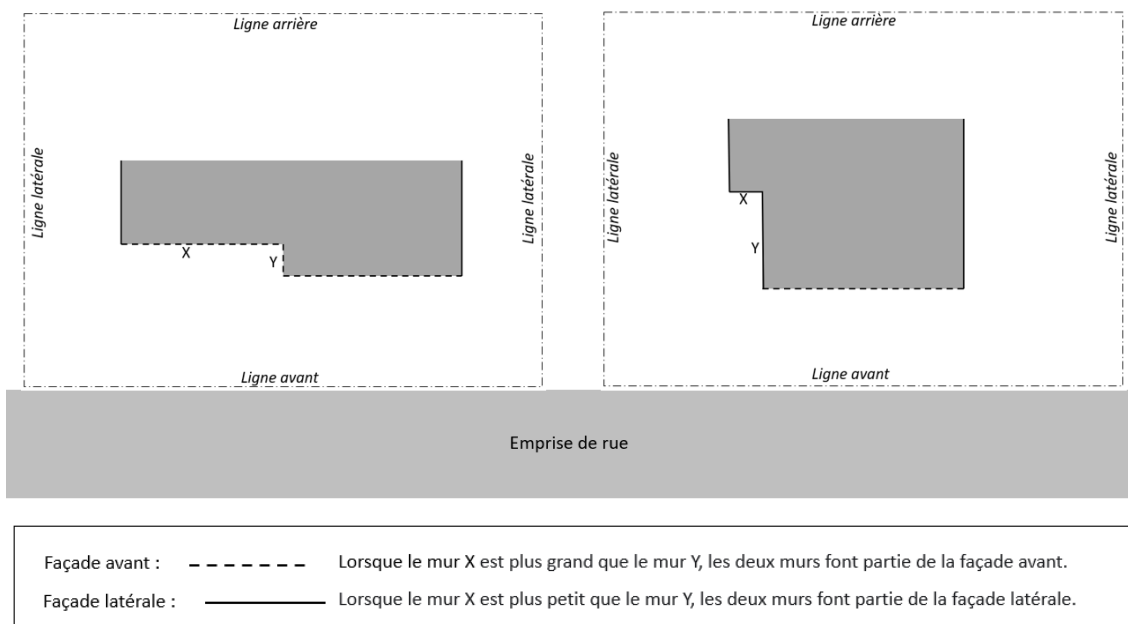 Ligne arrière
Ligne latérale
X
Y
Ligne latérale
Ligne avant
Ligne arrière
Ligne latérale
X
Y
Ligne latérale
Ligne avant
Emprise de rue
Façade avant : Lorsque le mur X est plus grand que le mur Y, les deux murs font partie de la façade avant.
Façade latérale : Lorsque le mur X est plus petit que le mur Y, les deux murs font partie de la façade latérale.